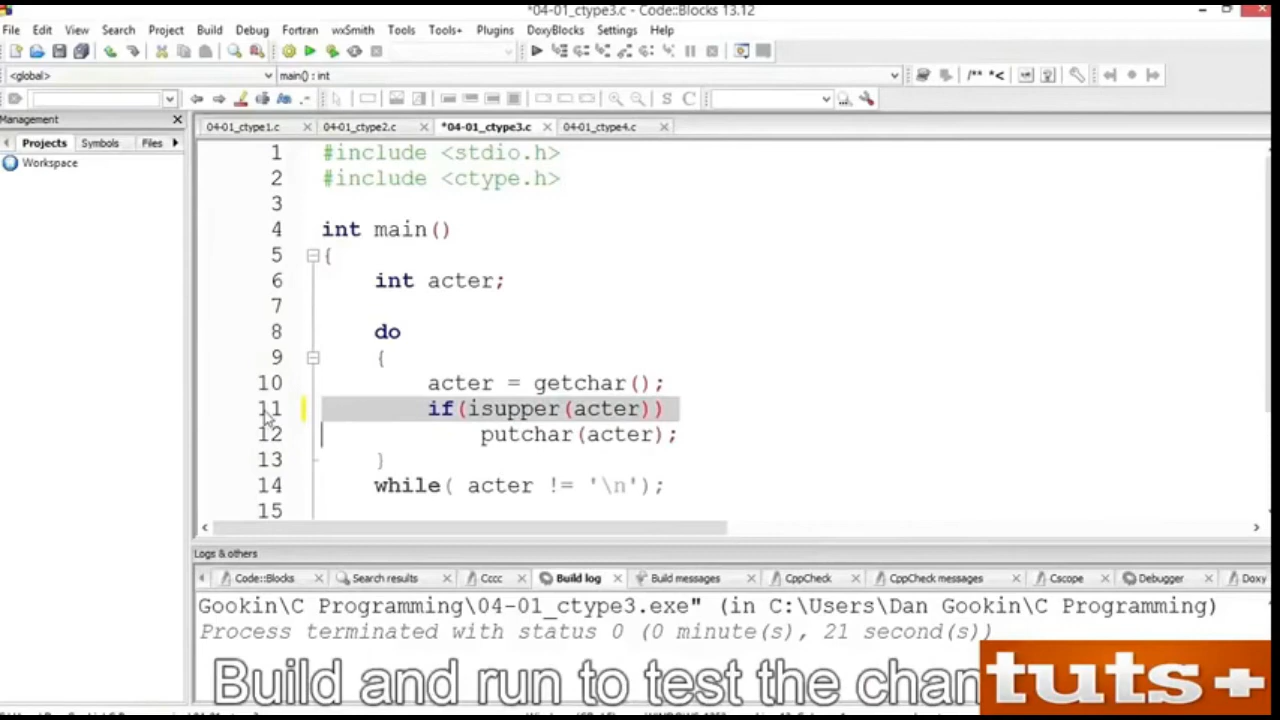 *04-01_ctype3.c - Code::Blocks 13.12
File Edit View Search Project Build Debug Fortran wxSmith Tools Tools+ Plugins DoxyBlocks Settings Help
<global> main() : int /** *<
S C
Management
Projects Symbols Files
Workspace
04-01_ctype1.c 04-01_ctype2.c *04-01_ctype3.c 04-01_ctype4.c
1 #include <stdio.h>
2 #include <ctype.h>
3
4 int main()
5 {
6 int acter;
7
8 do
9 {
10 acter = getchar();
11 if(isupper(acter))
12 putchar(acter);
13 }
14 while( acter != '\n');
15
Logs & others
Code::Blocks Search results Cccc Build log Build messages CppCheck CppCheck messages Cscope Debugger Doxy
Gookin\C Programming\04-01_ctype3.exe" (in C:\Users\Dan Gookin\C Programming)
Process terminated with status 0 (0 minute(s), 21 second(s))
Build and run to test the chan
tuts+